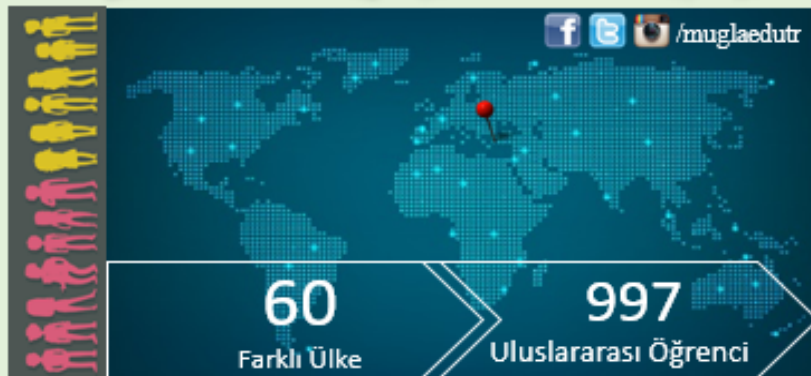 /muglaedutr
60
Farklı Ülke
997
Uluslararası Öğrenci